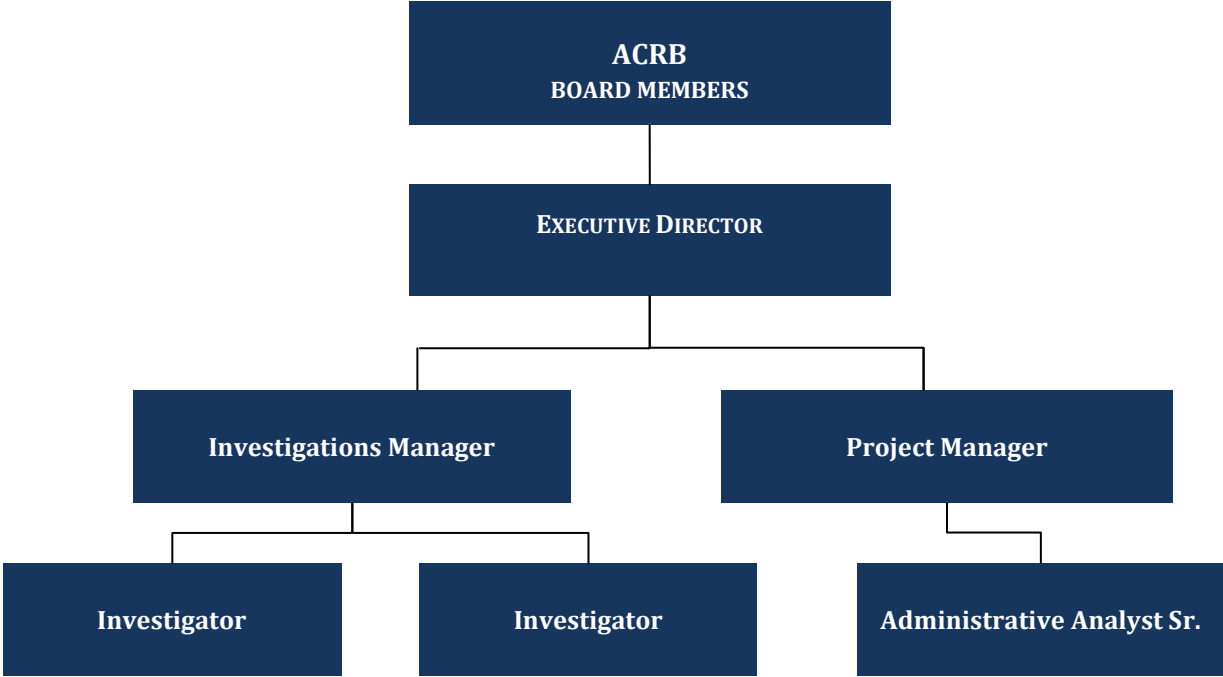 ACRB
BOARD MEMBERS
EXECUTIVE DIRECTOR
Investigations Manager
Project Manager
Investigator
Investigator
Administrative Analyst Sr.